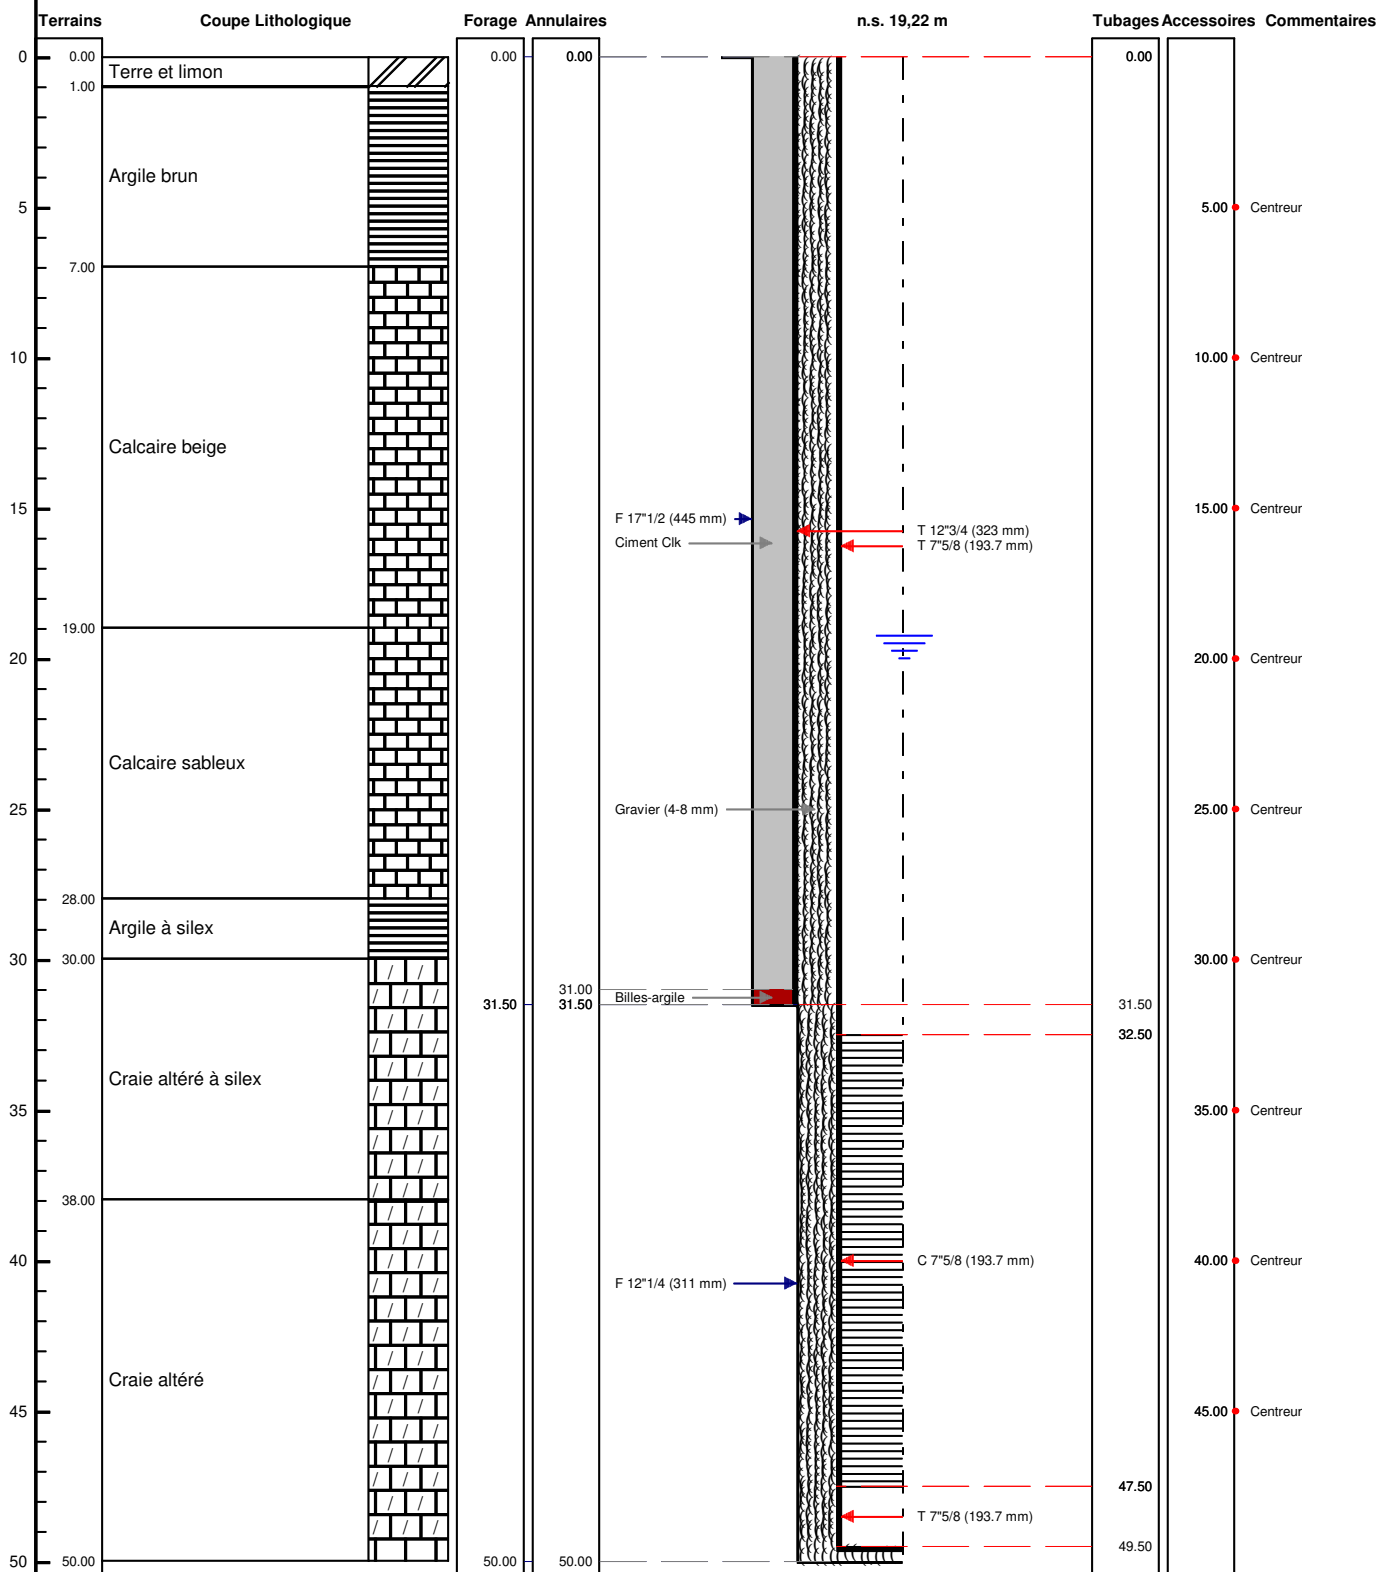 Terrains Coupe Lithologique Forage Annulaires n.s. 19,22 m Tubages Accessoires Commentaires
0 0.00 0.00 0.00 0.00
Terre et limon
1.00
Argile brun
5 5.00 Centreur
7.00
10 10.00 Centreur
Calcaire beige
15 15.00 Centreur
F 17"1/2 (445 mm)
T 12"3/4 (323 mm)
Ciment Clk
T 7"5/8 (193.7 mm)
19.00
20 20.00 Centreur
Calcaire sableux
25 Gravier (4-8 mm) 25.00 Centreur
28.00
Argile à silex
30 30.00 30.00 Centreur
31.00
Billes-argile
31.50 31.50 31.50
32.50
Craie altéré à silex
35 35.00 Centreur
38.00
40 C 7"5/8 (193.7 mm) 40.00 Centreur
F 12"1/4 (311 mm)
Craie altéré
45 45.00 Centreur
47.50
T 7"5/8 (193.7 mm)
49.50
50 50.00 50.00 50.00